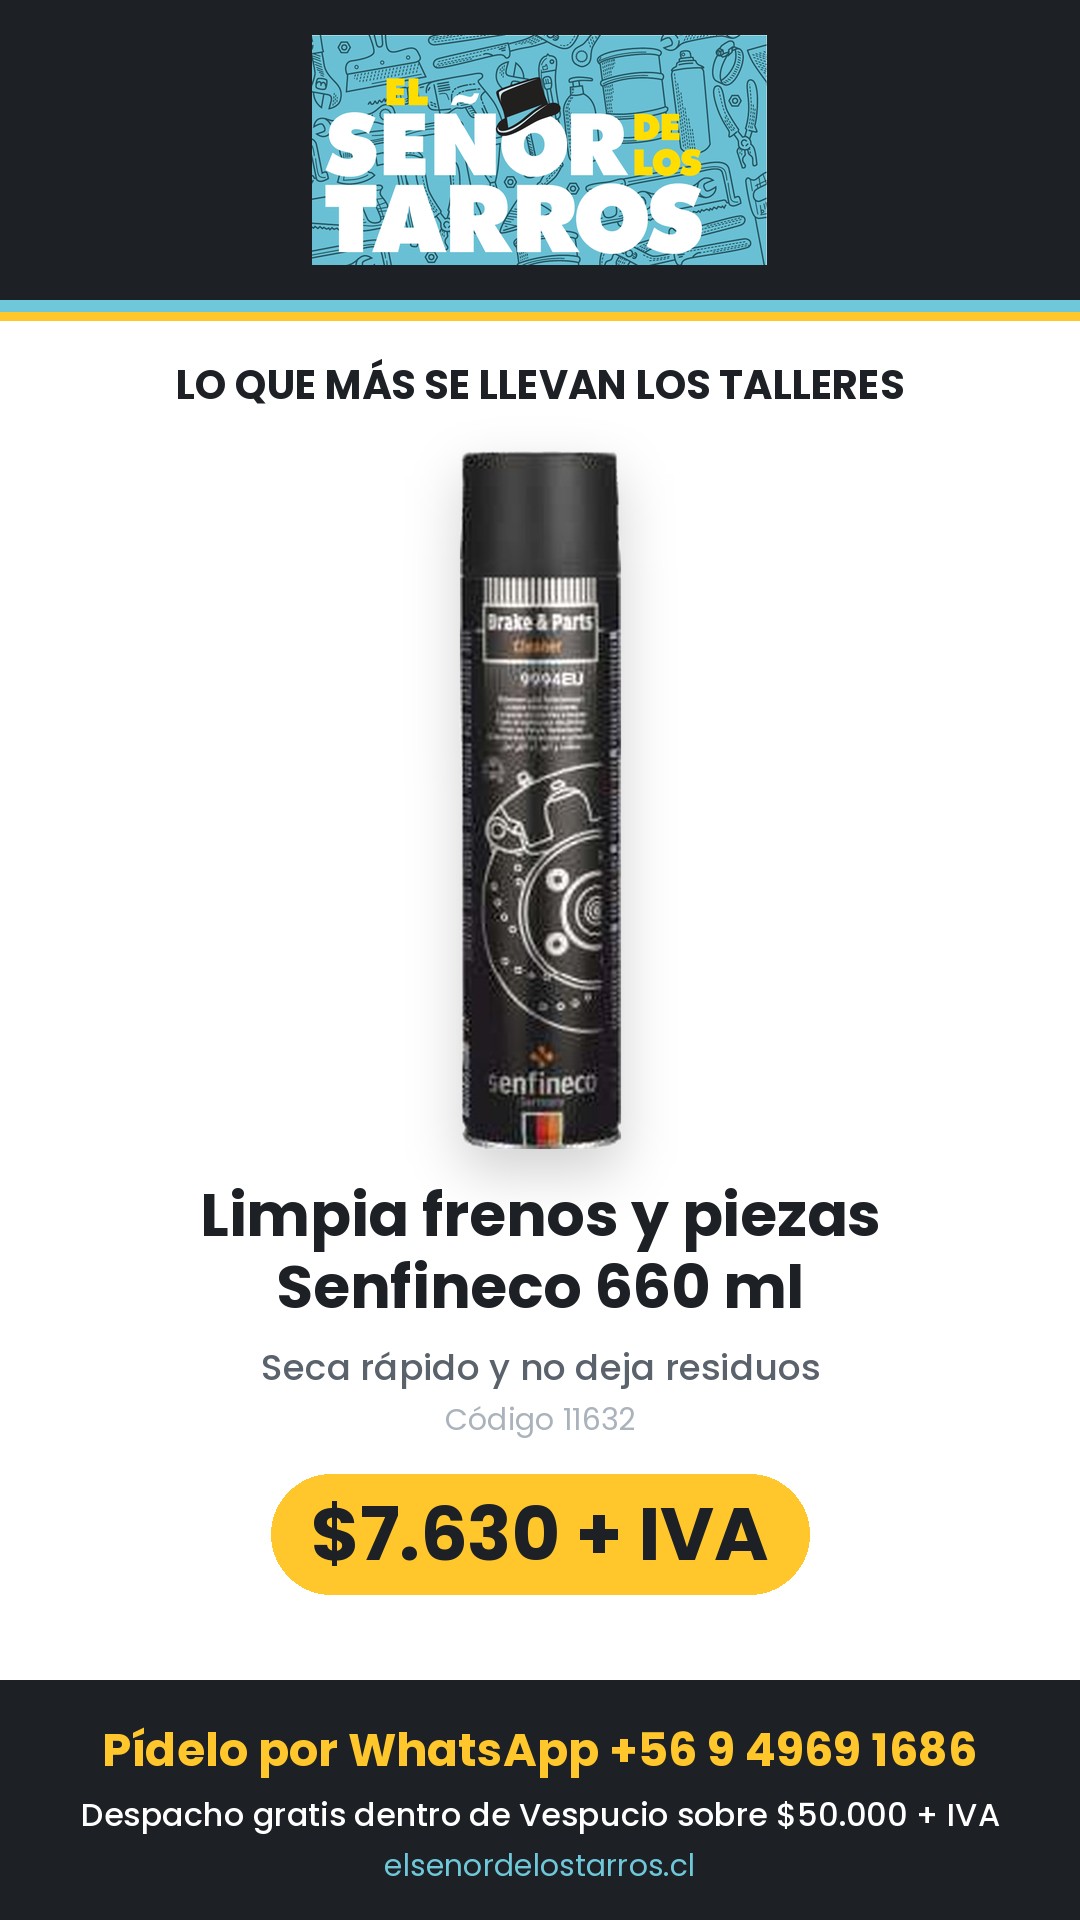 EL
SEÑOR DE LOS
TARROS
LO QUE MÁS SE LLEVAN LOS TALLERES
Brake & Parts
Cleaner
9994EU
senfineco
Germany
Limpia frenos y piezas
Senfineco 660 ml
Seca rápido y no deja residuos
Código 11632
$7.630 + IVA
Pídelo por WhatsApp +56 9 4969 1686
Despacho gratis dentro de Vespucio sobre $50.000 + IVA
elsenordelostarros.cl